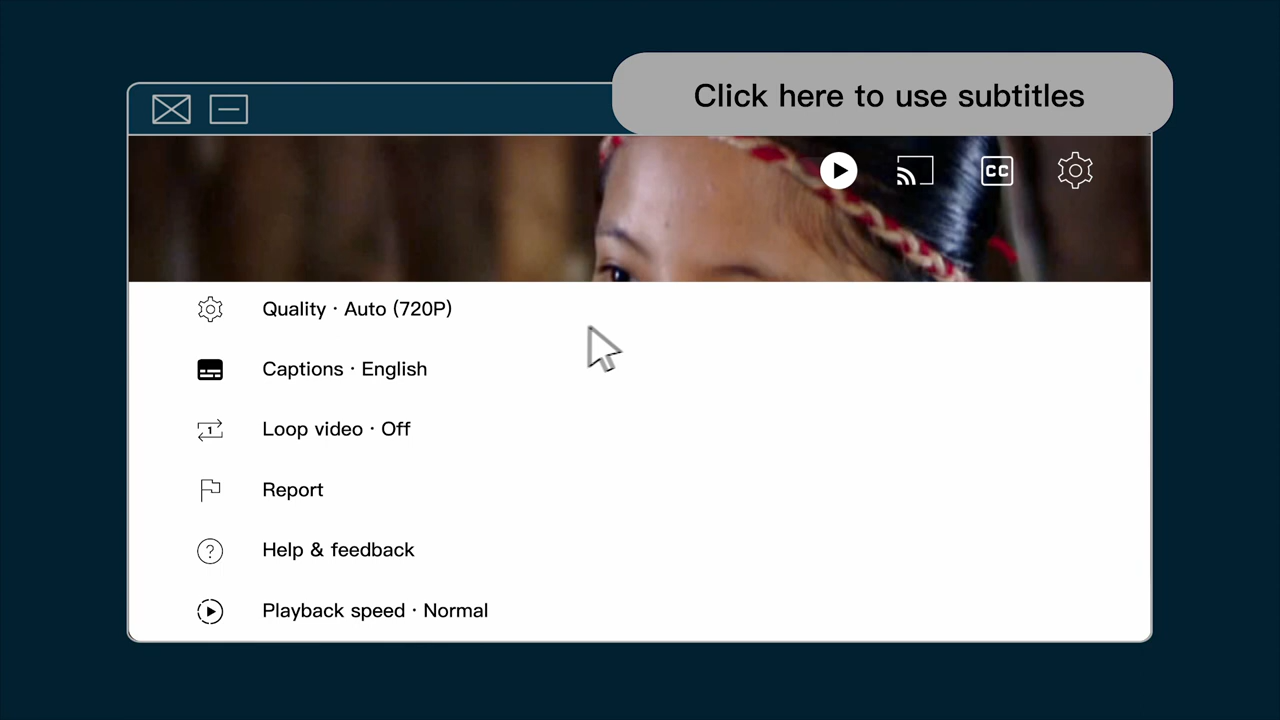 Click here to use subtitles
CC
Quality · Auto (720P)
Captions · English
1
Loop video · Off
Report
?
Help & feedback
Playback speed · Normal